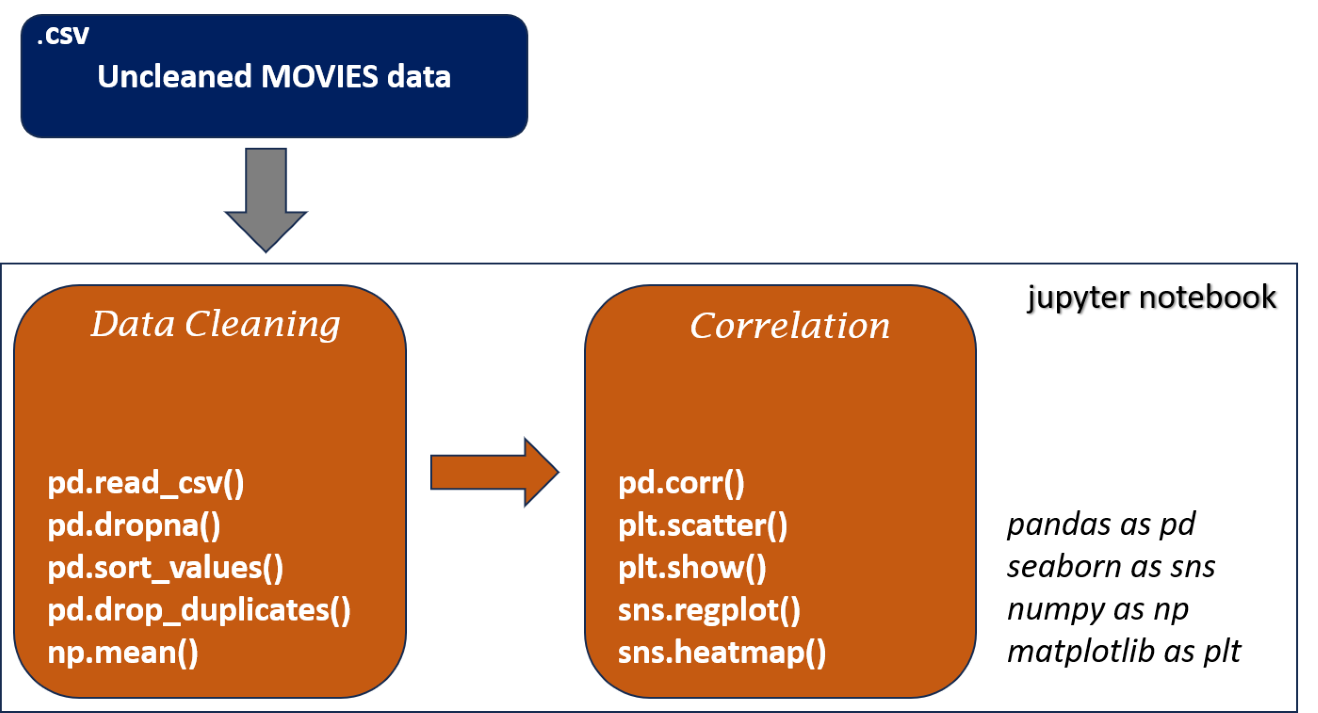 .csv
Uncleaned MOVIES data
jupyter notebook
Data Cleaning
pd.read_csv()
pd.dropna()
pd.sort_values()
pd.drop_duplicates()
np.mean()
Correlation
pd.corr()
plt.scatter()
plt.show()
sns.regplot()
sns.heatmap()
pandas as pd
seaborn as sns
numpy as np
matplotlib as plt